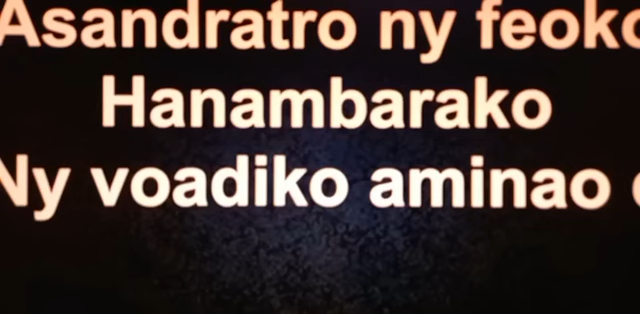 Asandratro ny feoko
Hanambarako
Ny voadiko aminao